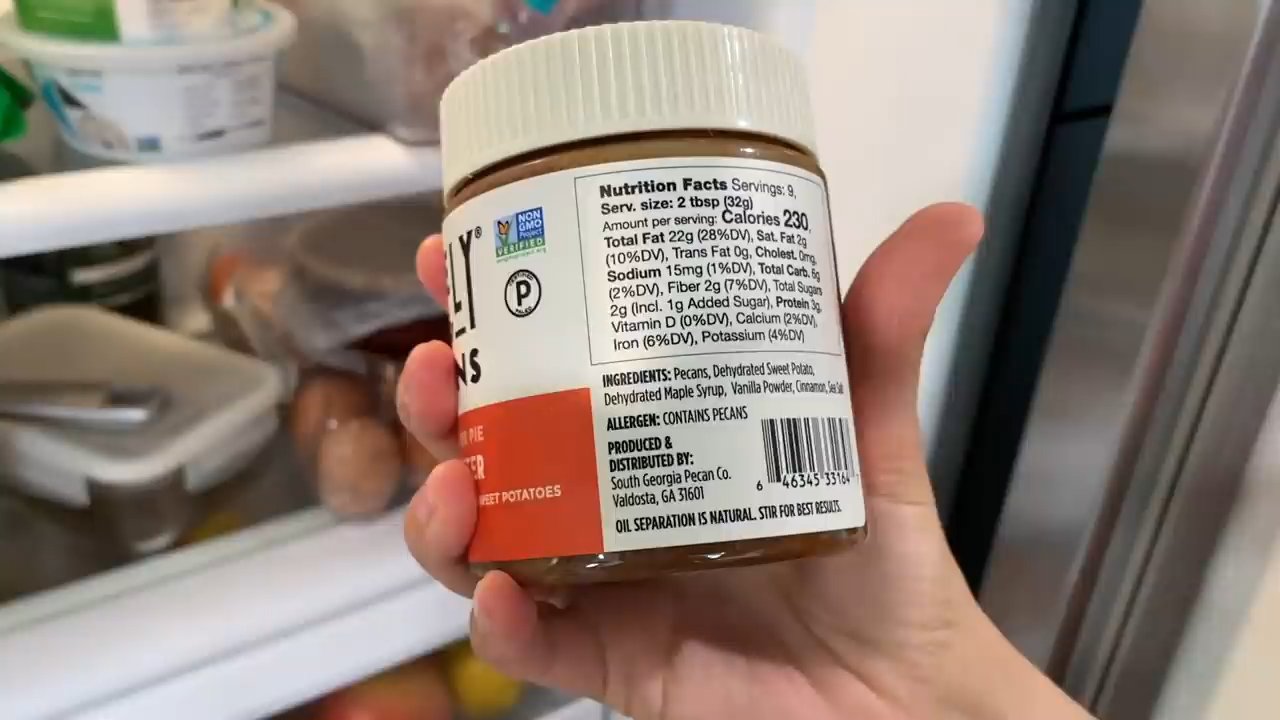 Nutrition Facts Servings: 9,
Serv. size: 2 tbsp (32g)
Amount per serving: Calories 230,
Total Fat 22g (28%DV), Sat. Fat 2g
(10%DV), Trans Fat 0g, Cholest. 0mg,
Sodium 15mg (1%DV), Total Carb. 6g
(2%DV), Fiber 2g (7%DV), Total Sugars
2g (Incl. 1g Added Sugar), Protein 3g,
Vitamin D (0%DV), Calcium (2%DV),
Iron (6%DV), Potassium (4%DV)
INGREDIENTS: Pecans, Dehydrated Sweet Potato,
Dehydrated Maple Syrup, Vanilla Powder, Cinnamon, Sea Salt
ALLERGEN: CONTAINS PECANS
PRODUCED &
DISTRIBUTED BY:
South Georgia Pecan Co.
Valdosta, GA 31601
6 46345 33164
OIL SEPARATION IS NATURAL. STIR FOR BEST RESULTS.
NON
GMO
Project
VERIFIED
nongmoproject.org
P
ELY®
NS
PIE
TER
WEET POTATOES